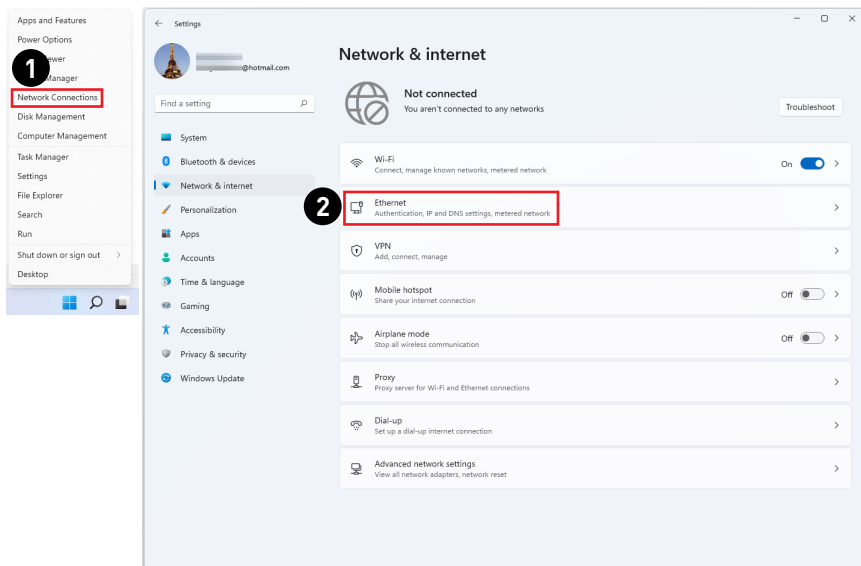 Apps and Features
Power Options
Manager
Network Connections
Disk Management
Computer Management
Task Manager
Settings
File Explorer
Search
Run
Shut down or sign out
Desktop
1
Settings
@hotmail.com
Find a setting
System
Bluetooth & devices
Network & internet
Personalization
Apps
Accounts
Time & language
Gaming
Accessibility
Privacy & security
Windows Update
Network & internet
Not connected
You aren't connected to any networks
Troubleshoot
Wi-Fi
Connect, manage known networks, metered network
On
2
Ethernet
Authentication, IP and DNS settings, metered network
VPN
Add, connect, manage
Mobile hotspot
Share your internet connection
Off
Airplane mode
Stop all wireless communication
Off
Proxy
Proxy server for Wi-Fi and Ethernet connections
Dial-up
Set up a dial-up internet connection
Advanced network settings
View all network adapters, network reset